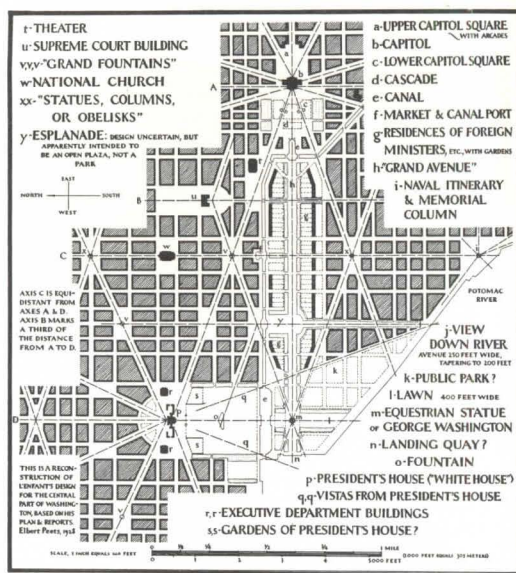 t-THEATER
u-SUPREME COURT BUILDING
v,v,v-"GRAND FOUNTAINS"
w-NATIONAL CHURCH
xx-"STATUES, COLUMNS,
OR OBELISKS"
y-ESPLANADE: DESIGN UNCERTAIN, BUT
APPARENTLY INTENDED TO
BE AN OPEN PLAZA, NOT A
PARK
EAST
NORTH SOUTH
WEST
a-UPPER CAPITOL SQUARE
WITH ARCADES
b-CAPITOL
c-LOWER CAPITOL SQUARE
d-CASCADE
e-CANAL
f-MARKET & CANAL PORT
g-RESIDENCES OF FOREIGN
MINISTERS, ETC., WITH GARDENS
h-"GRAND AVENUE"
i-NAVAL ITINERARY
& MEMORIAL
COLUMN
A
B
C
D
a
b
c
d
t
h
u
w
x
v
x
i
y
v
g
k
r
s
q
e
p
o
m
l
s
q
r
n
v
POTOMAC
RIVER
AXIS C IS EQUI-
DISTANT FROM
AXES A & D.
AXIS B MARKS
A THIRD OF
THE DISTANCE
FROM A TO D.
j-VIEW
DOWN RIVER
AVENUE 250 FEET WIDE,
TAPERING TO 200 FEET
k-PUBLIC PARK?
l-LAWN 400 FEET WIDE
m-EQUESTRIAN STATUE
OF GEORGE WASHINGTON
n-LANDING QUAY?
o-FOUNTAIN
p-PRESIDENT'S HOUSE ("WHITE HOUSE")
q,q-VISTAS FROM PRESIDENT'S HOUSE
r,r-EXECUTIVE DEPARTMENT BUILDINGS
s,s-GARDENS OF PRESIDENT'S HOUSE?
THIS IS A RECON-
STRUCTION OF
L'ENFANT'S DESIGN
FOR THE CENTRAL
PART OF WASHING-
TON, BASED ON HIS
PLAN & REPORTS.
Elbert Peets, 1928
1 MILE
5000 FEET